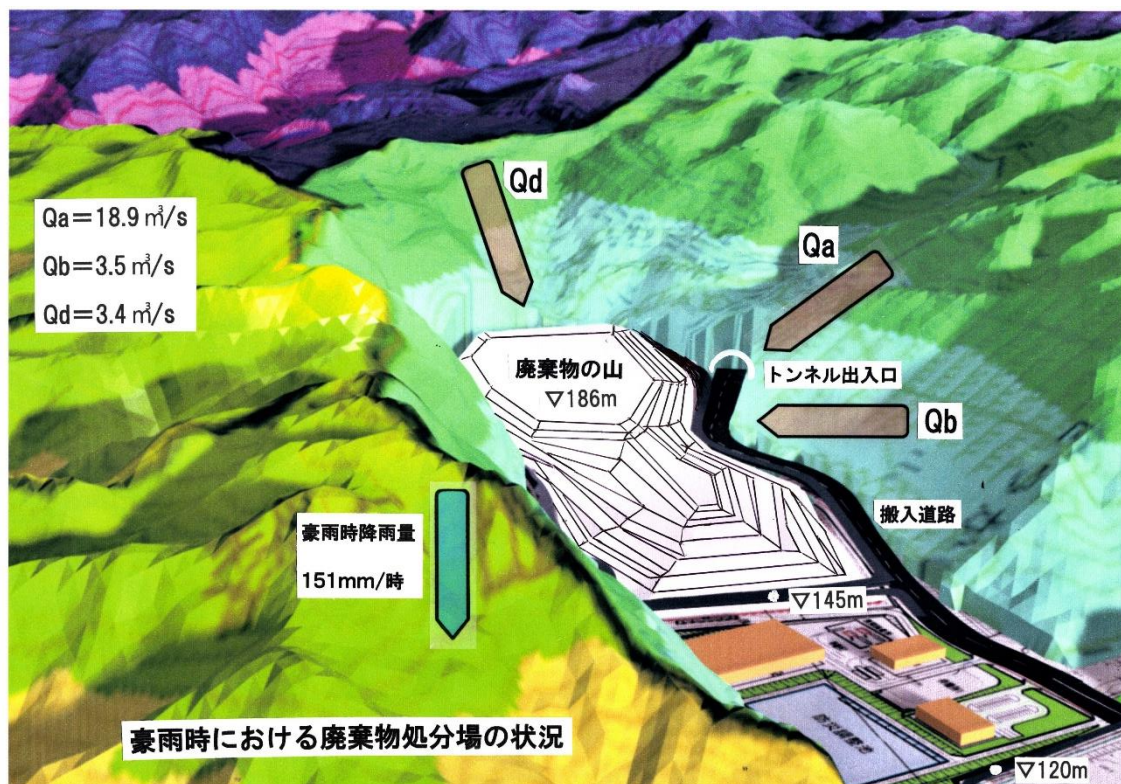 Qd
Qa
Qa＝18.9㎥/s
Qb＝3.5㎥/s
Qd＝3.4㎥/s
廃棄物の山
▽186m
トンネル出入口
Qb
搬入道路
豪雨時降雨量
151mm/時
▽145m
豪雨時における廃棄物処分場の状況
▽120m